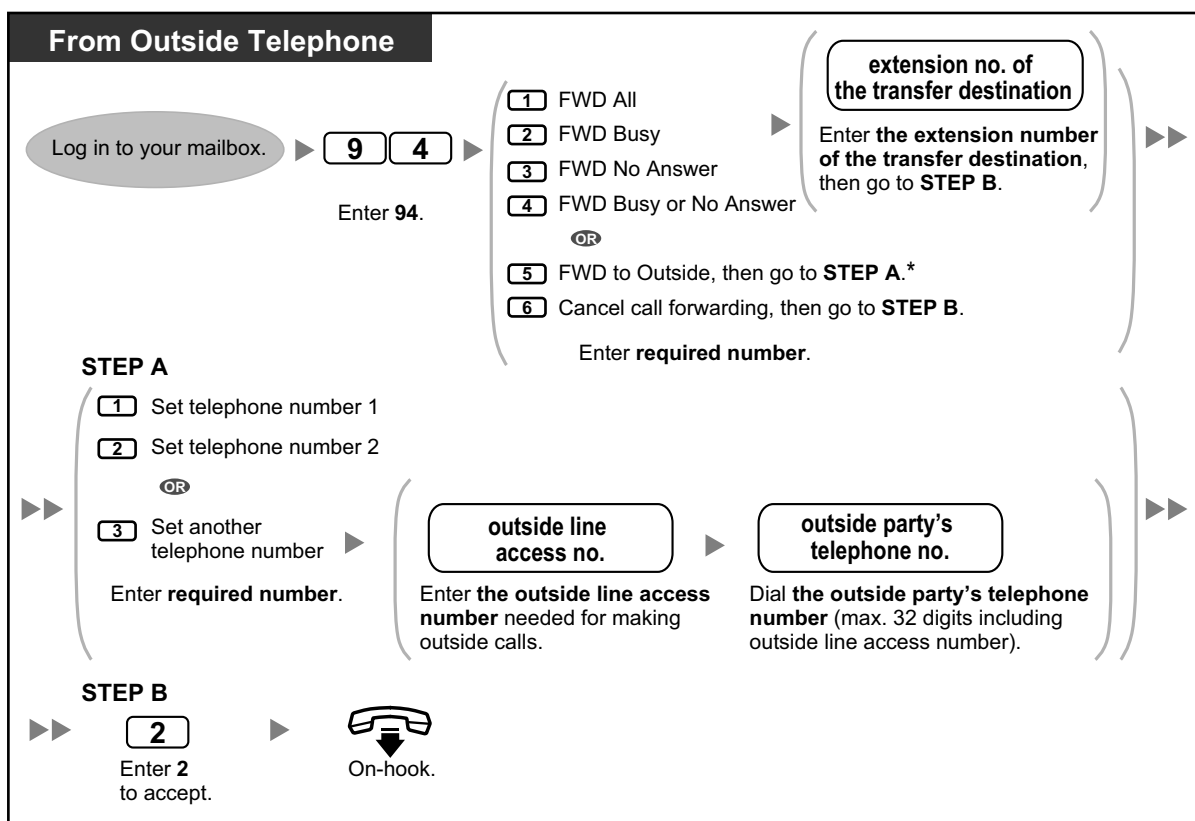 From Outside Telephone
Log in to your mailbox.
9 4
Enter 94.
1 FWD All
2 FWD Busy
3 FWD No Answer
4 FWD Busy or No Answer
OR
5 FWD to Outside, then go to STEP A.*
6 Cancel call forwarding, then go to STEP B.
Enter required number.
extension no. of
the transfer destination
Enter the extension number
of the transfer destination,
then go to STEP B.
STEP A
1 Set telephone number 1
2 Set telephone number 2
OR
3 Set another
telephone number
Enter required number.
outside line
access no.
Enter the outside line access
number needed for making
outside calls.
outside party's
telephone no.
Dial the outside party's telephone
number (max. 32 digits including
outside line access number).
STEP B
2
Enter 2
to accept.
On-hook.